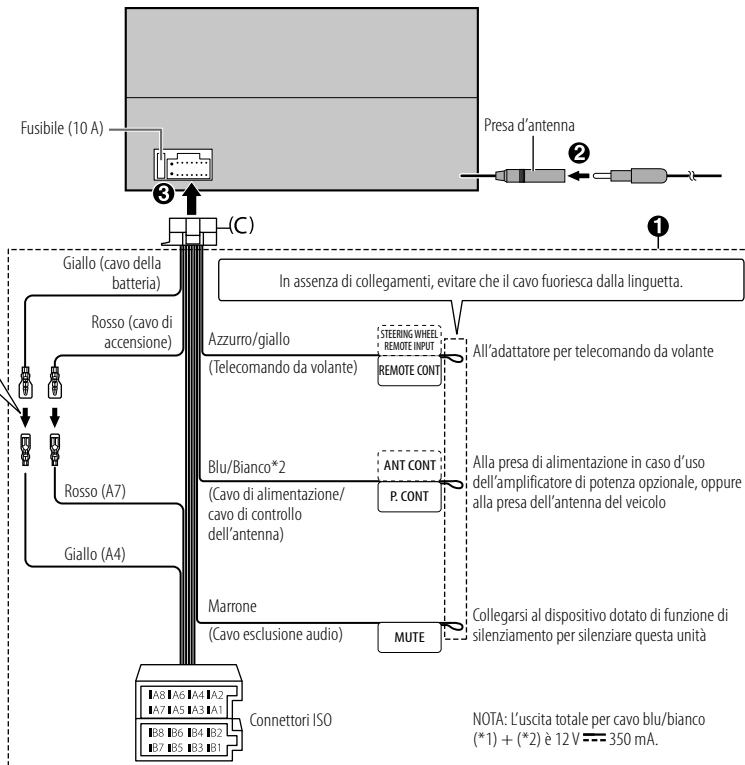 Fusibile (10 A)
Presa d'antenna
❷
❸
(C)
❶
Giallo (cavo della
batteria)
In assenza di collegamenti, evitare che il cavo fuoriesca dalla linguetta.
Rosso (cavo di
accensione)
Azzurro/giallo
(Telecomando da volante)
STEERING WHEEL
REMOTE INPUT
REMOTE CONT
All'adattatore per telecomando da volante
Blu/Bianco*2
(Cavo di alimentazione/
cavo di controllo
dell'antenna)
ANT CONT
P. CONT
Alla presa di alimentazione in caso d'uso
dell'amplificatore di potenza opzionale, oppure
alla presa dell'antenna del veicolo
Rosso (A7)
Giallo (A4)
Marrone
(Cavo esclusione audio)
MUTE
Collegarsi al dispositivo dotato di funzione di
silenziamento per silenziare questa unità
A8 A6 A4 A2
A7 A5 A3 A1
B8 B6 B4 B2
B7 B5 B3 B1
Connettori ISO
NOTA: L'uscita totale per cavo blu/bianco
(*1) + (*2) è 12 V ⎓ 350 mA.